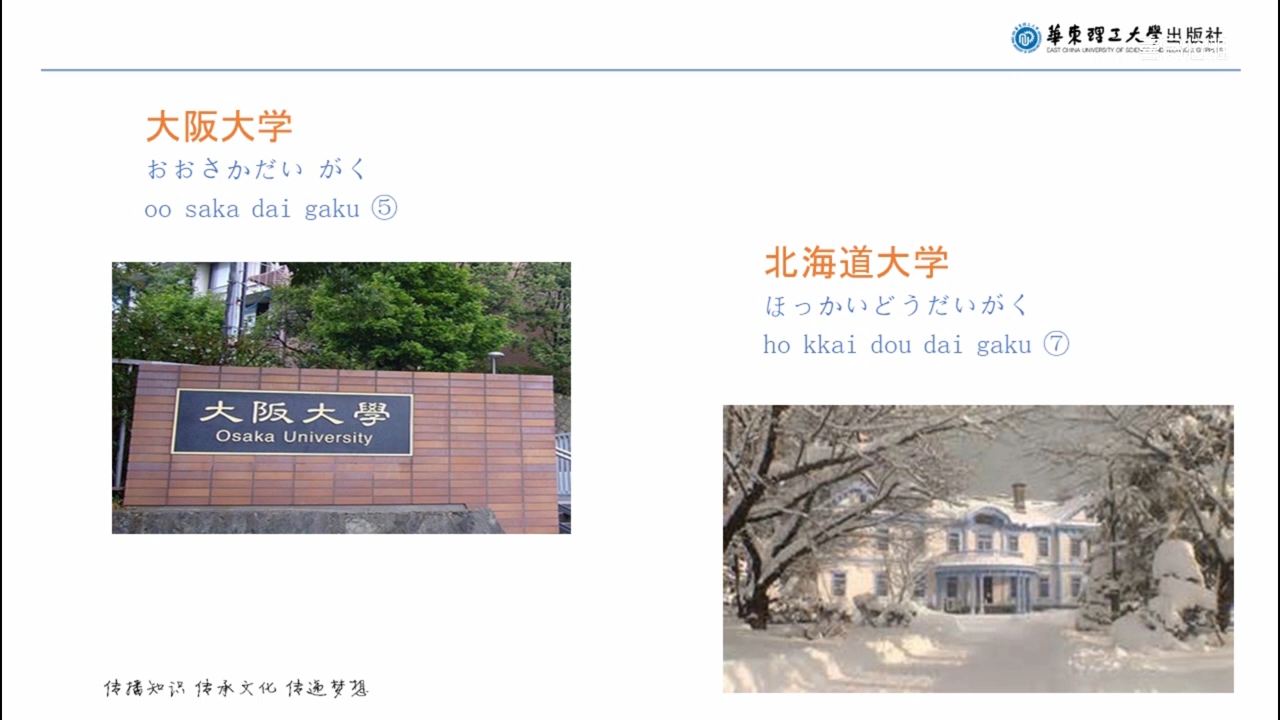 華東理工大學出版社
大阪大学
おおさかだい がく
oo saka dai gaku ⑤
大阪大學
Osaka University
北海道大学
ほっかいどうだいがく
ho kkai dou dai gaku ⑦
传播知识 传承文化 传递梦想